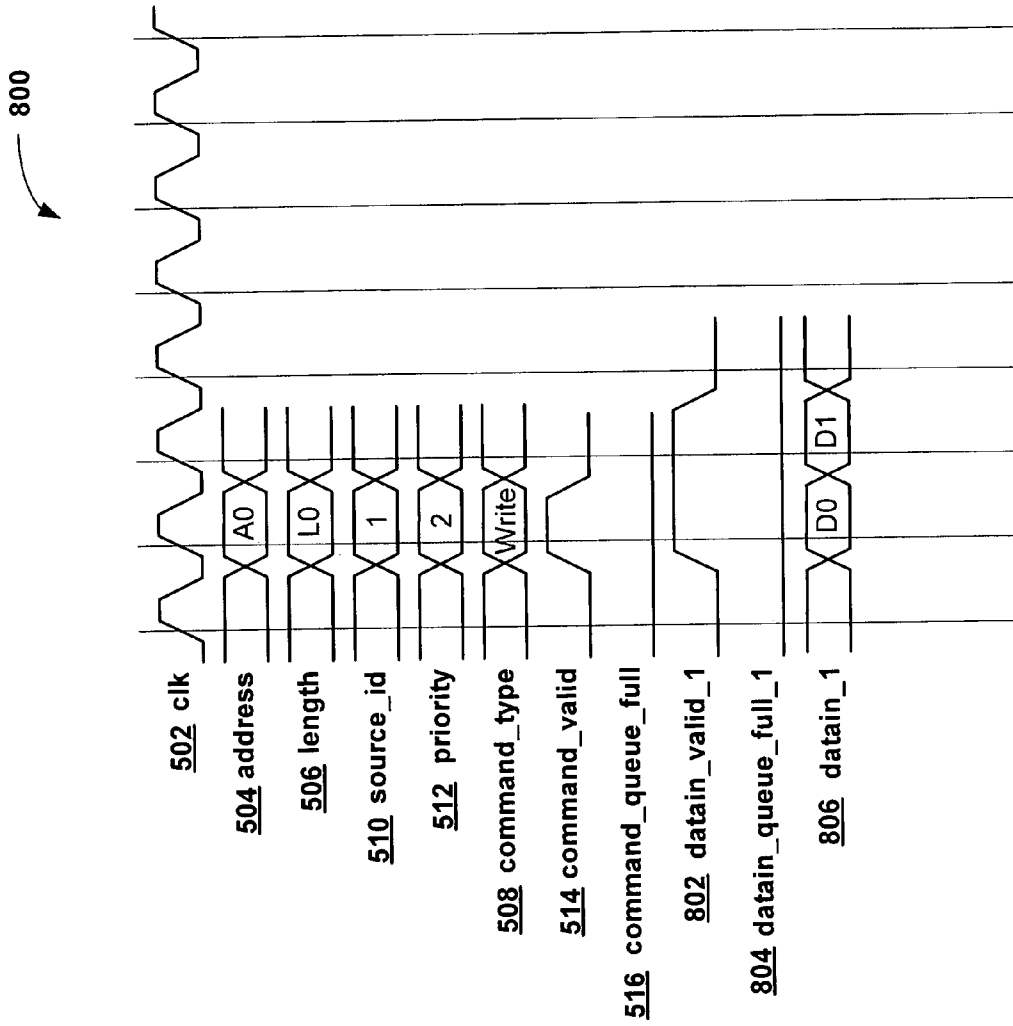 800
502 clk
504 address
A0
506 length
L0
510 source_id
1
512 priority
2
508 command_type
Write
514 command_valid
516 command_queue_full
802 datain_valid_1
804 datain_queue_full_1
806 datain_1
D0 D1